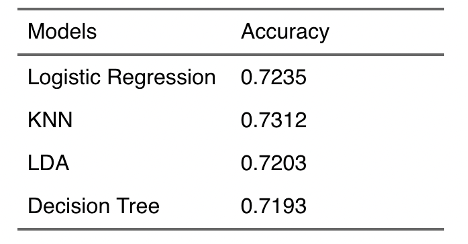 Models Accuracy
Logistic Regression 0.7235
KNN 0.7312
LDA 0.7203
Decision Tree 0.7193